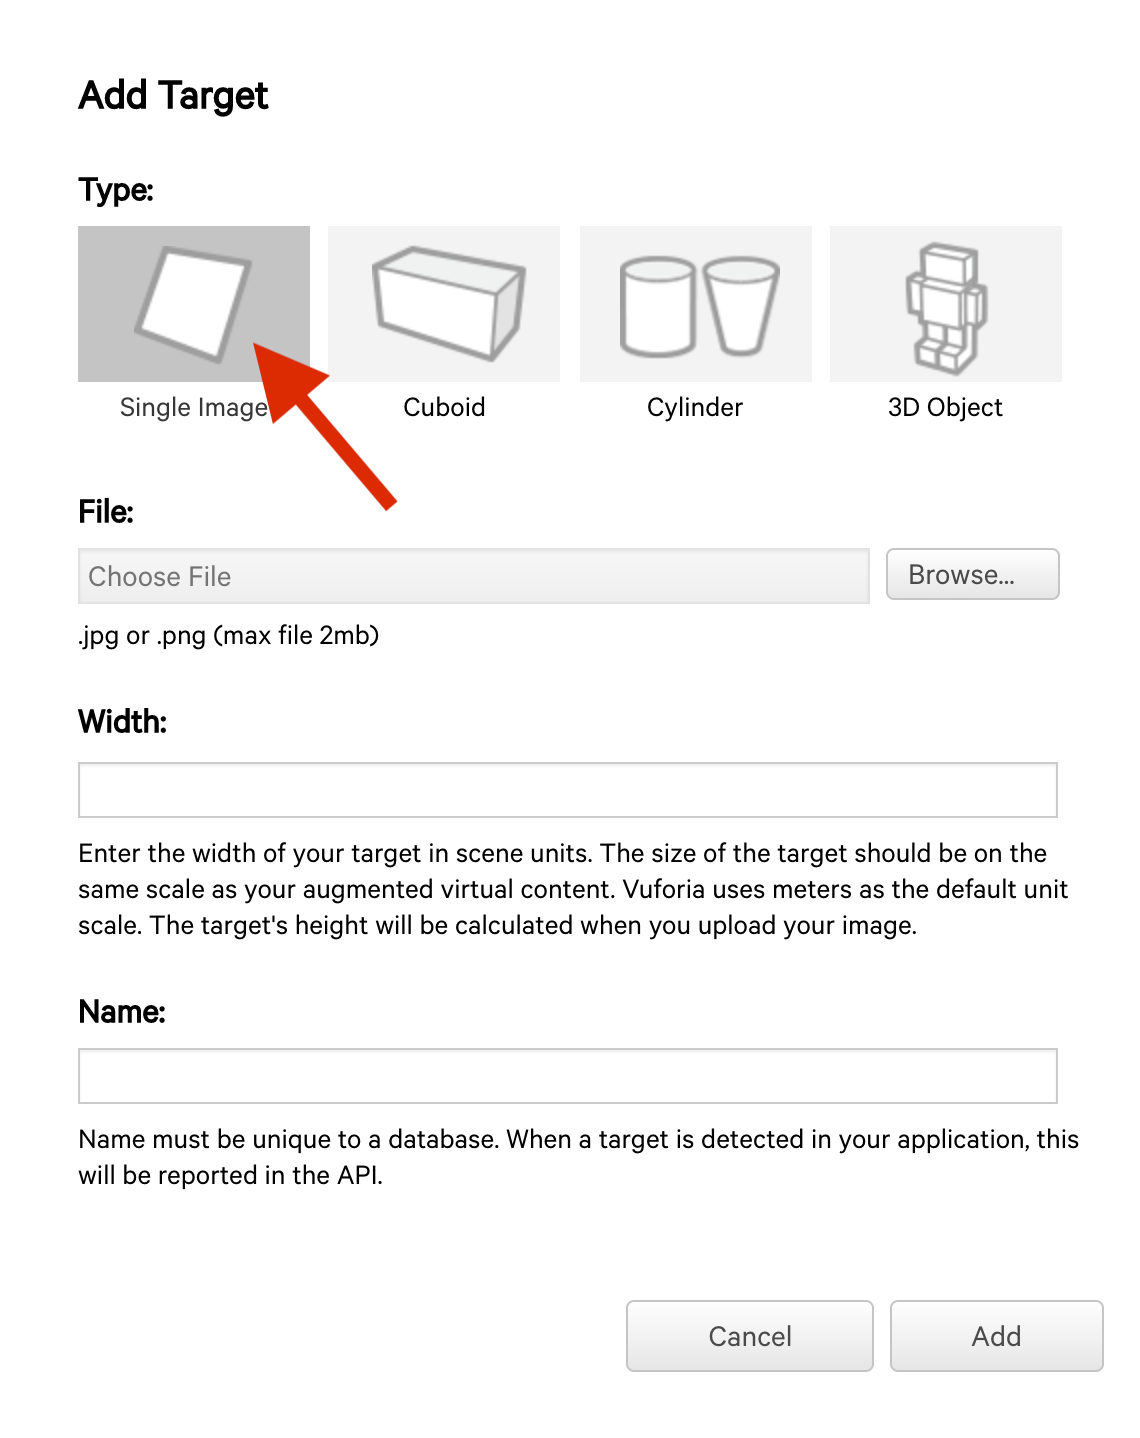 Add Target
Type:
Single Image
Cuboid
Cylinder
3D Object
File:
Choose File
Browse...
.jpg or .png (max file 2mb)
Width:
Enter the width of your target in scene units. The size of the target should be on the
same scale as your augmented virtual content. Vuforia uses meters as the default unit
scale. The target's height will be calculated when you upload your image.
Name:
Name must be unique to a database. When a target is detected in your application, this
will be reported in the API.
Cancel
Add